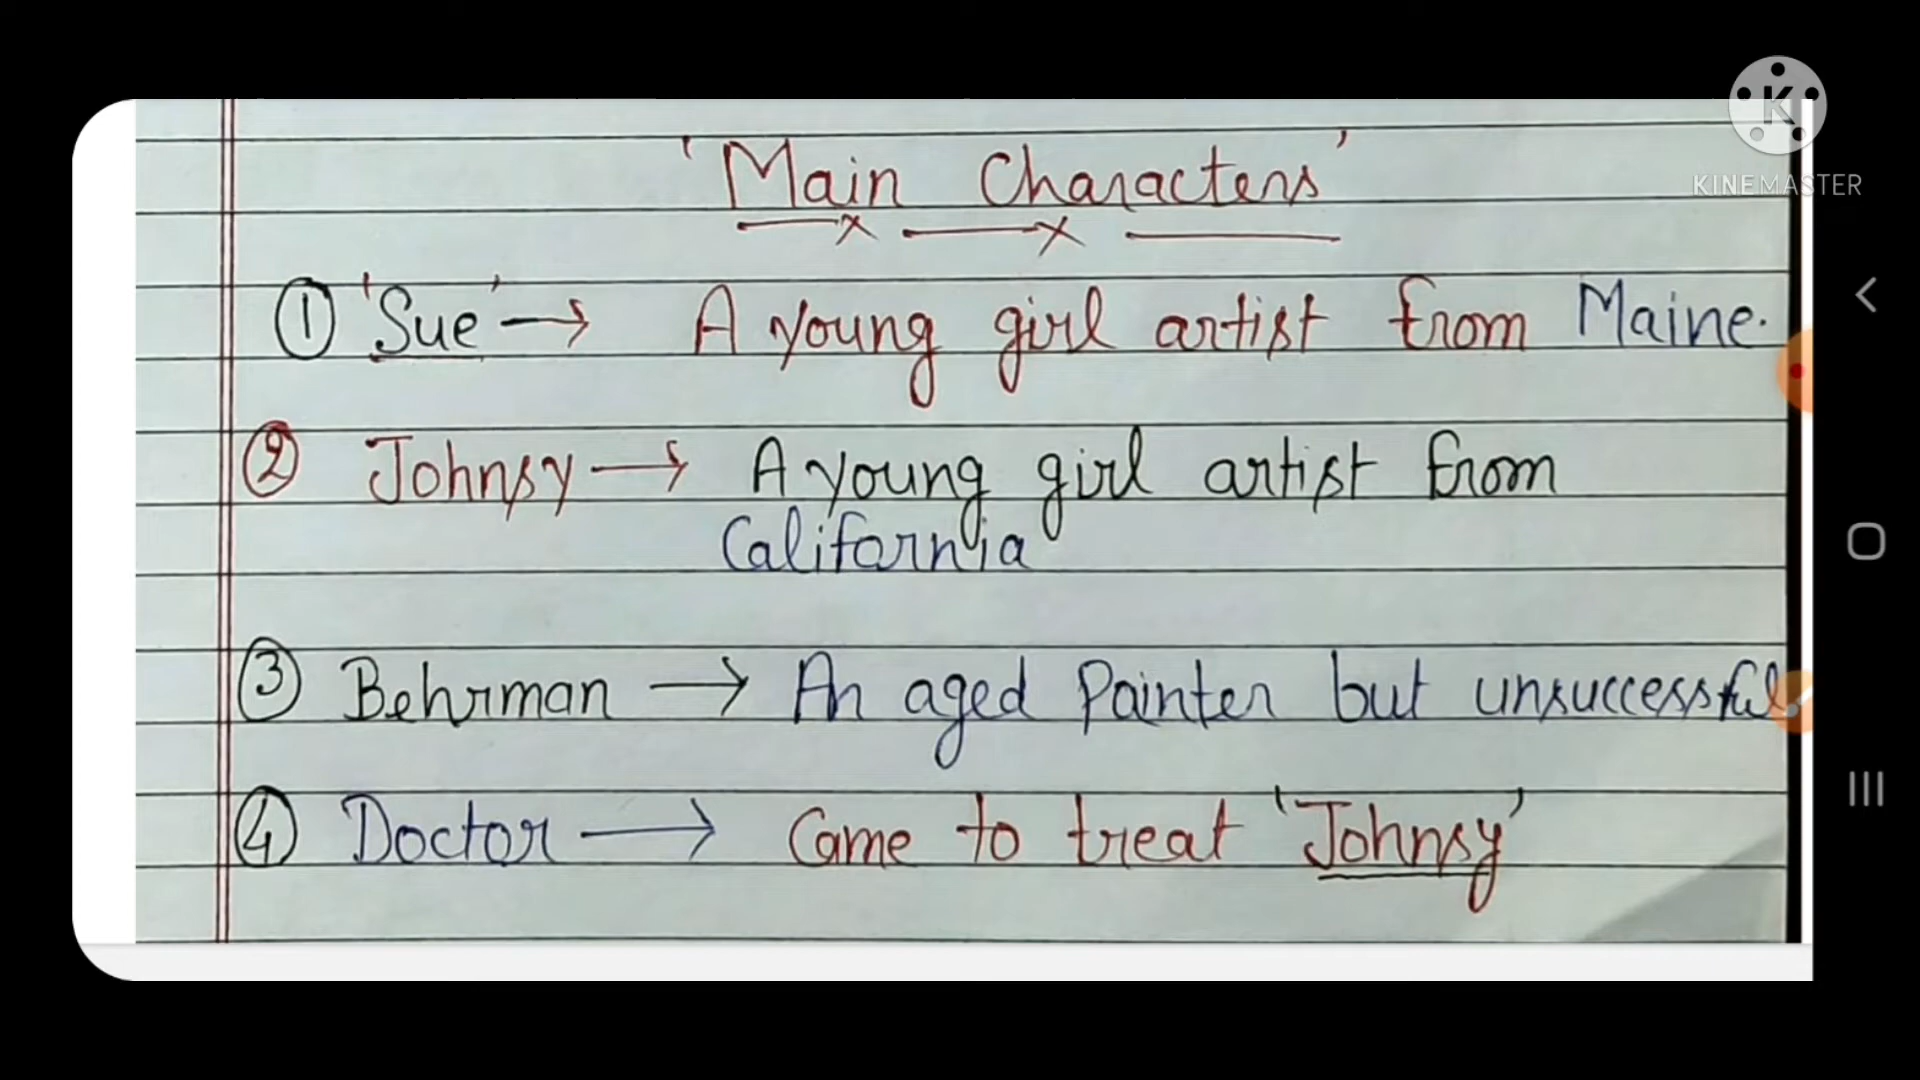 'Main Characters'
① 'Sue' → A young girl artist from Maine.
② Johnsy → A young girl artist from
California
③ Behrman → An aged Painter but unsuccessful
④ Doctor → Came to treat 'Johnsy'
K
KINEMASTER